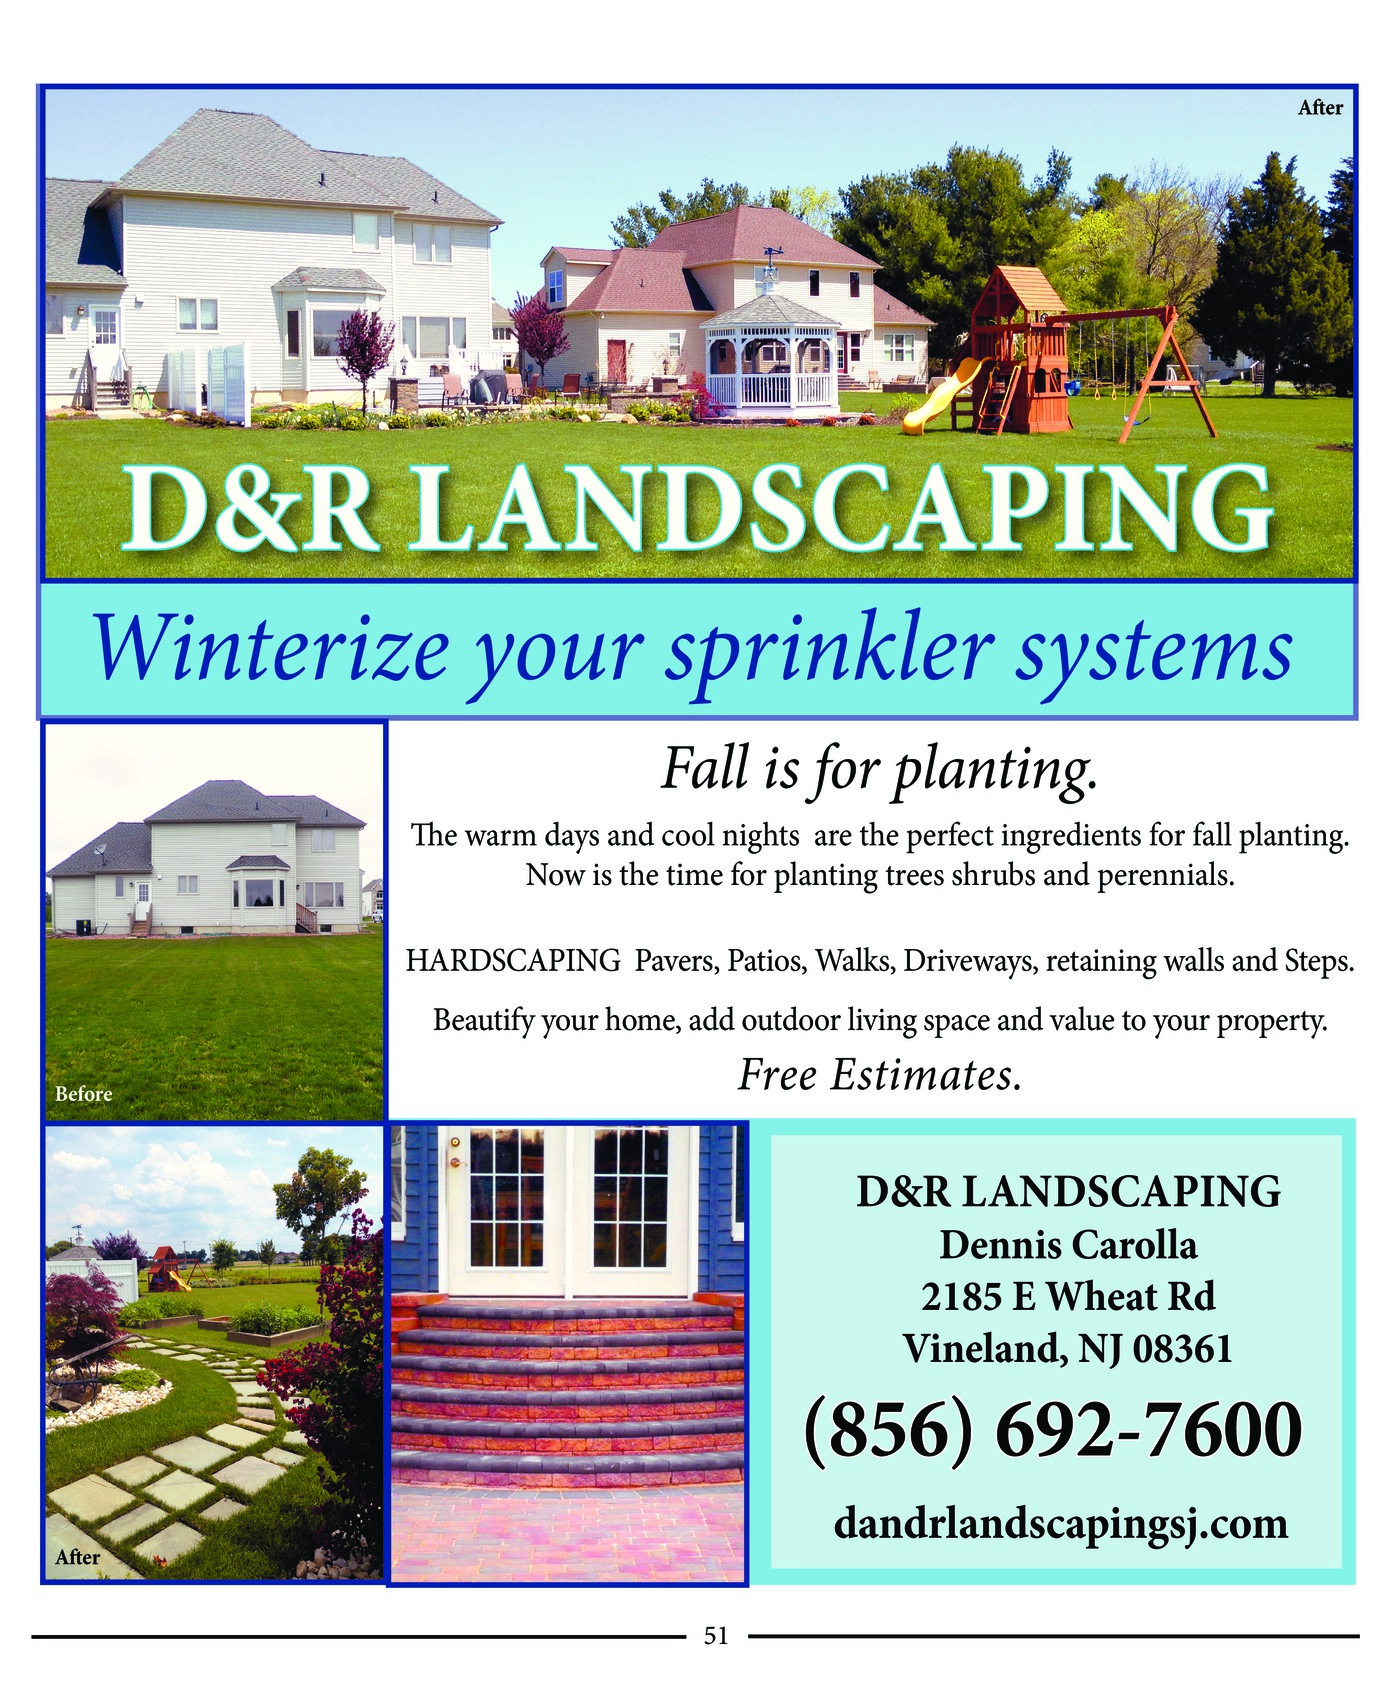 After
D&R LANDSCAPING
Winterize your sprinkler systems
Fall is for planting.
The warm days and cool nights are the perfect ingredients for fall planting.
Now is the time for planting trees shrubs and perennials.
HARDSCAPING Pavers, Patios, Walks, Driveways, retaining walls and Steps.
Beautify your home, add outdoor living space and value to your property.
Free Estimates.
Before
After
D&R LANDSCAPING
Dennis Carolla
2185 E Wheat Rd
Vineland, NJ 08361
(856) 692-7600
dandrlandscapingsj.com
51